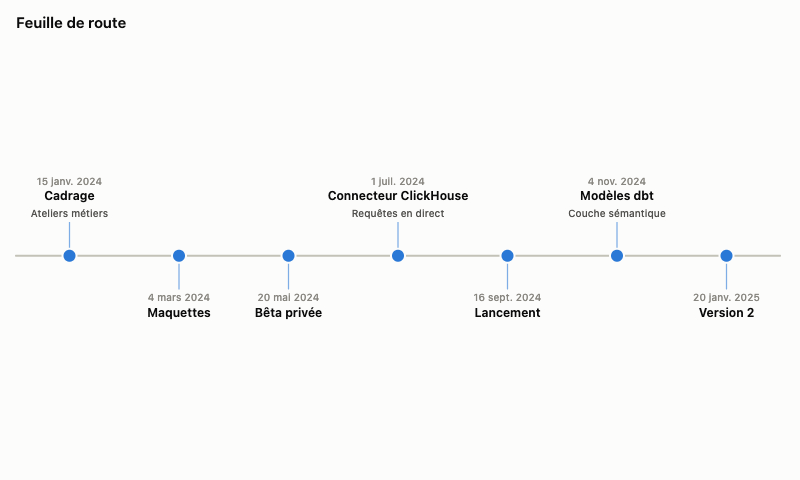 Feuille de route
15 janv. 2024
Cadrage
Ateliers métiers
4 mars 2024
Maquettes
20 mai 2024
Bêta privée
1 juil. 2024
Connecteur ClickHouse
Requêtes en direct
16 sept. 2024
Lancement
4 nov. 2024
Modèles dbt
Couche sémantique
20 janv. 2025
Version 2